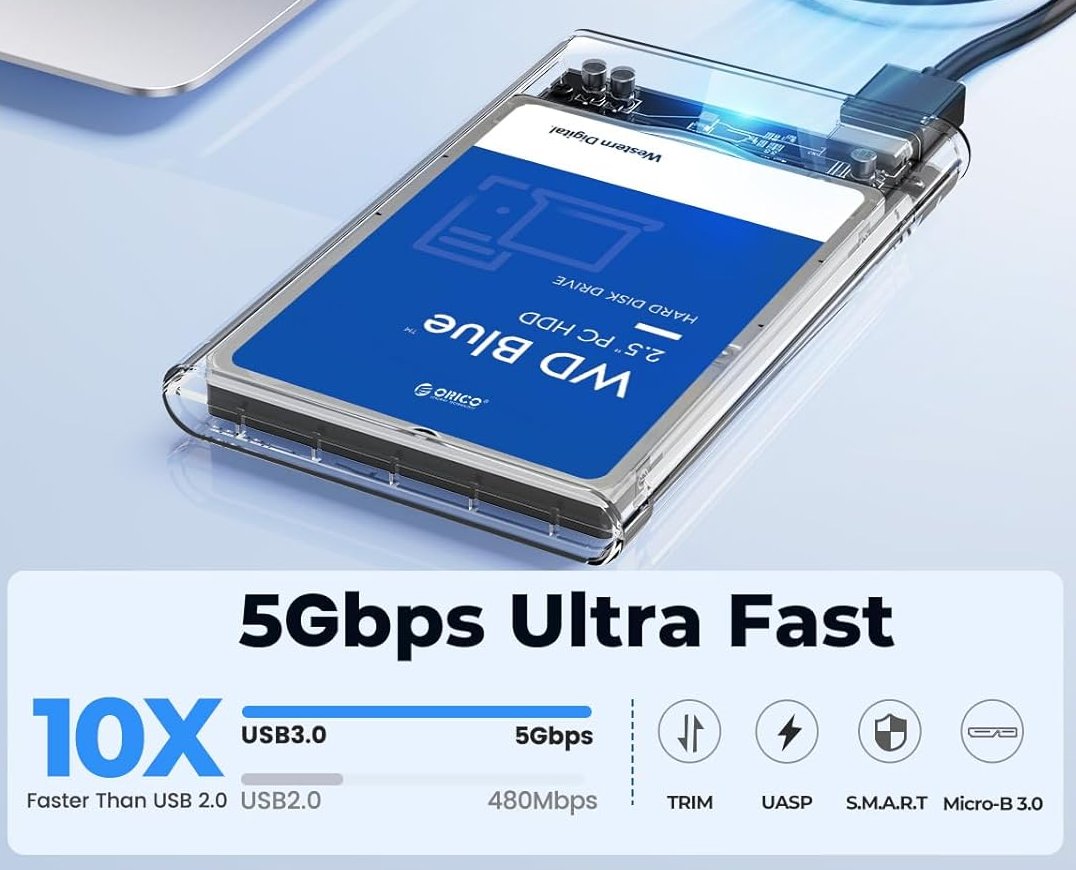 Western Digital
HARD DISK DRIVE
2.5" PC HDD
WD Blue™
ORICO®
5Gbps Ultra Fast
10X
Faster Than USB 2.0
USB3.0 5Gbps
USB2.0 480Mbps
TRIM
UASP
S.M.A.R.T
Micro-B 3.0